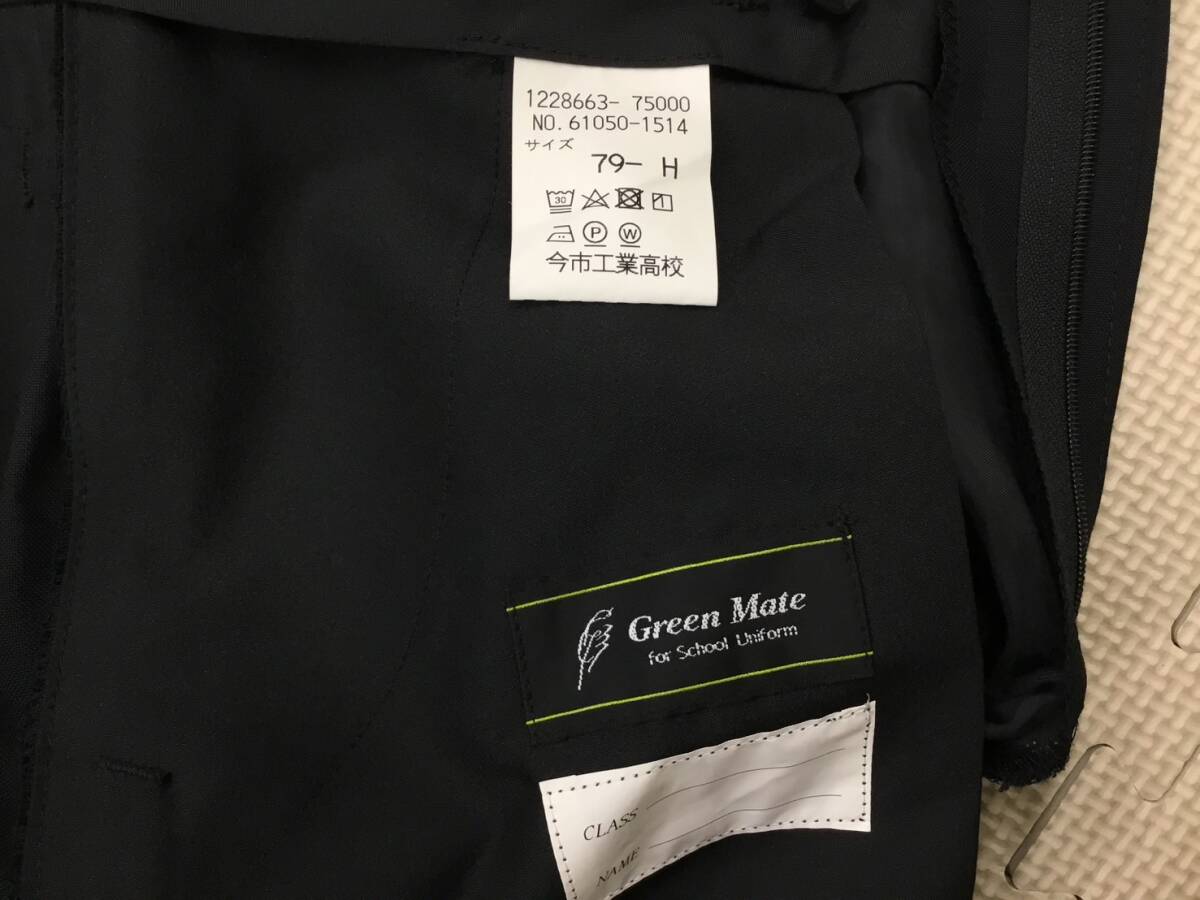 1228663- 75000
NO. 61050-1514
サイズ
79- H
30
P W
今市工業高校
Green Mate
for School Uniform
CLASS
NAME